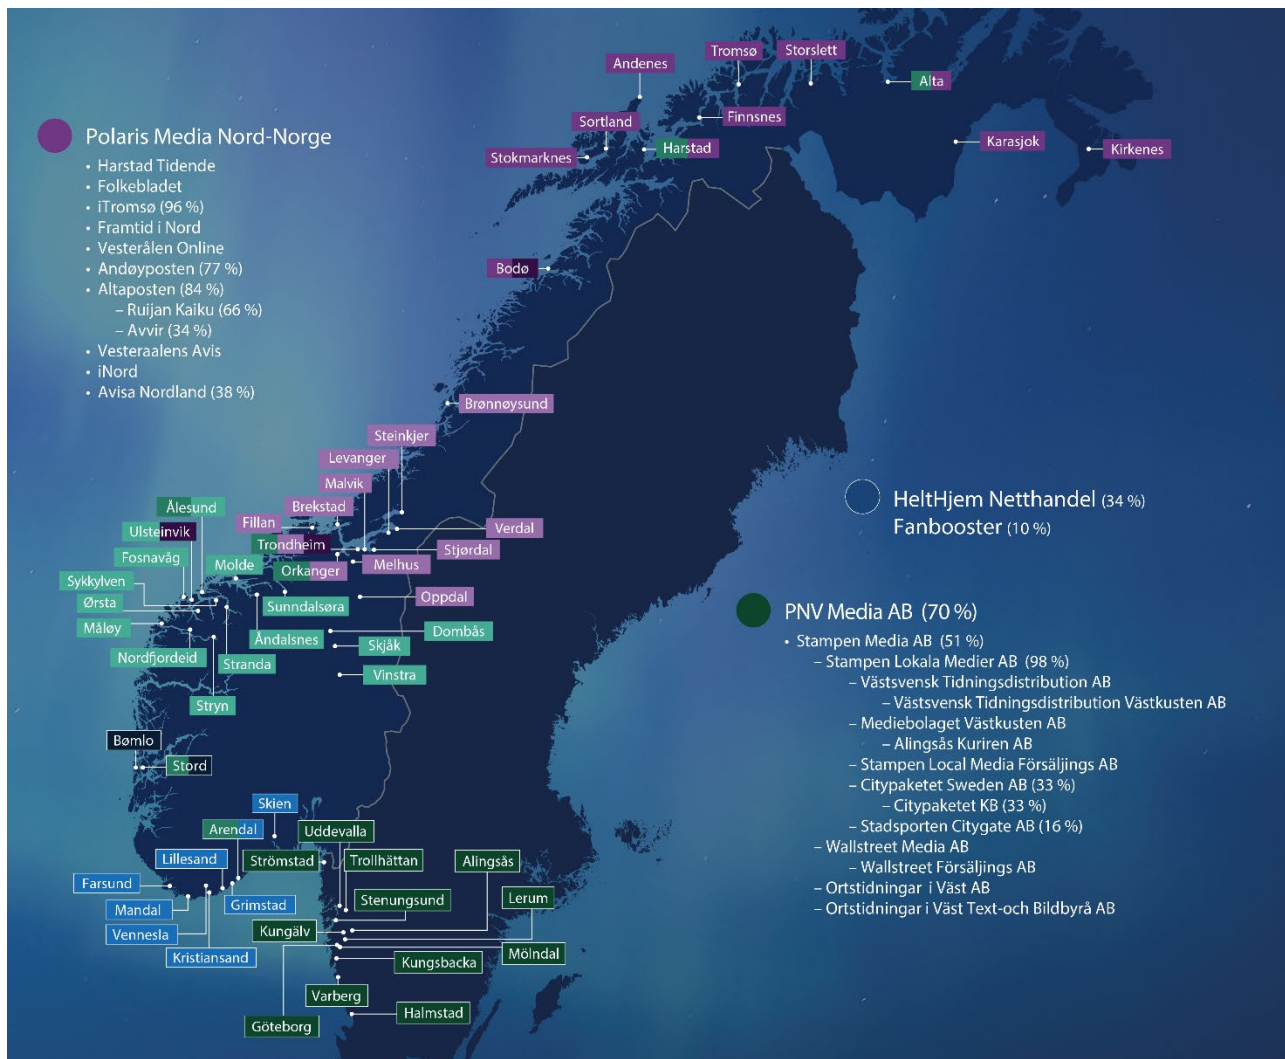 Polaris Media Nord-Norge
• Harstad Tidende
• Folkebladet
• iTromsø (96 %)
• Framtid i Nord
• Vesterålen Online
• Andøyposten (77 %)
• Altaposten (84 %)
– Ruijan Kaiku (66 %)
– Avvir (34 %)
• Vesteraalens Avis
• iNord
• Avisa Nordland (38 %)
Tromsø
Storslett
Andenes
Alta
Sortland
Finnsnes
Stokmarknes
Harstad
Karasjok
Kirkenes
Bodø
Brønnøysund
Steinkjer
Levanger
Malvik
Ålesund
Brekstad
Ulsteinvik
Fillan
Verdal
Fosnavåg
Trondheim
Stjørdal
Molde
Orkanger
Melhus
Sykkylven
Ørsta
Sunndalsøra
Oppdal
Måløy
Åndalsnes
Dombås
Nordfjordeid
Stranda
Skjåk
Vinstra
Stryn
Bømlo
Stord
Skien
Arendal
Uddevalla
Lillesand
Strömstad
Trollhättan
Alingsås
Farsund
Grimstad
Stenungsund
Lerum
Mandal
Vennesla
Kungälv
Kristiansand
Kungsbacka
Mölndal
Varberg
Halmstad
Göteborg
HeltHjem Netthandel (34 %)
Fanbooster (10 %)
PNV Media AB (70 %)
• Stampen Media AB (51 %)
– Stampen Lokala Medier AB (98 %)
– Västsvensk Tidningsdistribution AB
– Västsvensk Tidningsdistribution Västkusten AB
– Mediebolaget Västkusten AB
– Alingsås Kuriren AB
– Stampen Local Media Försäljings AB
– Citypaketet Sweden AB (33 %)
– Citypaketet KB (33 %)
– Stadsporten Citygate AB (16 %)
– Wallstreet Media AB
– Wallstreet Försäljings AB
– Ortstidningar i Väst AB
– Ortstidningar i Väst Text-och Bildbyrå AB